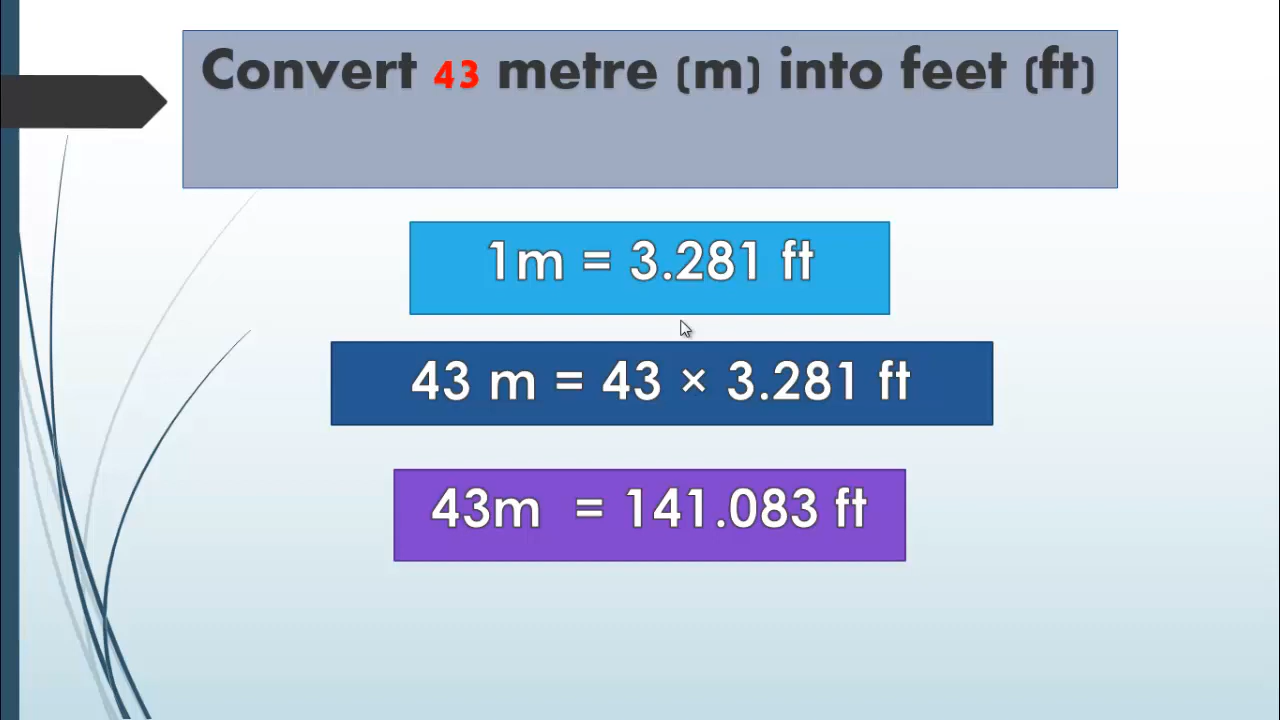 Convert 43 metre (m) into feet (ft)
1m = 3.281 ft
43 m = 43 × 3.281 ft
43m = 141.083 ft